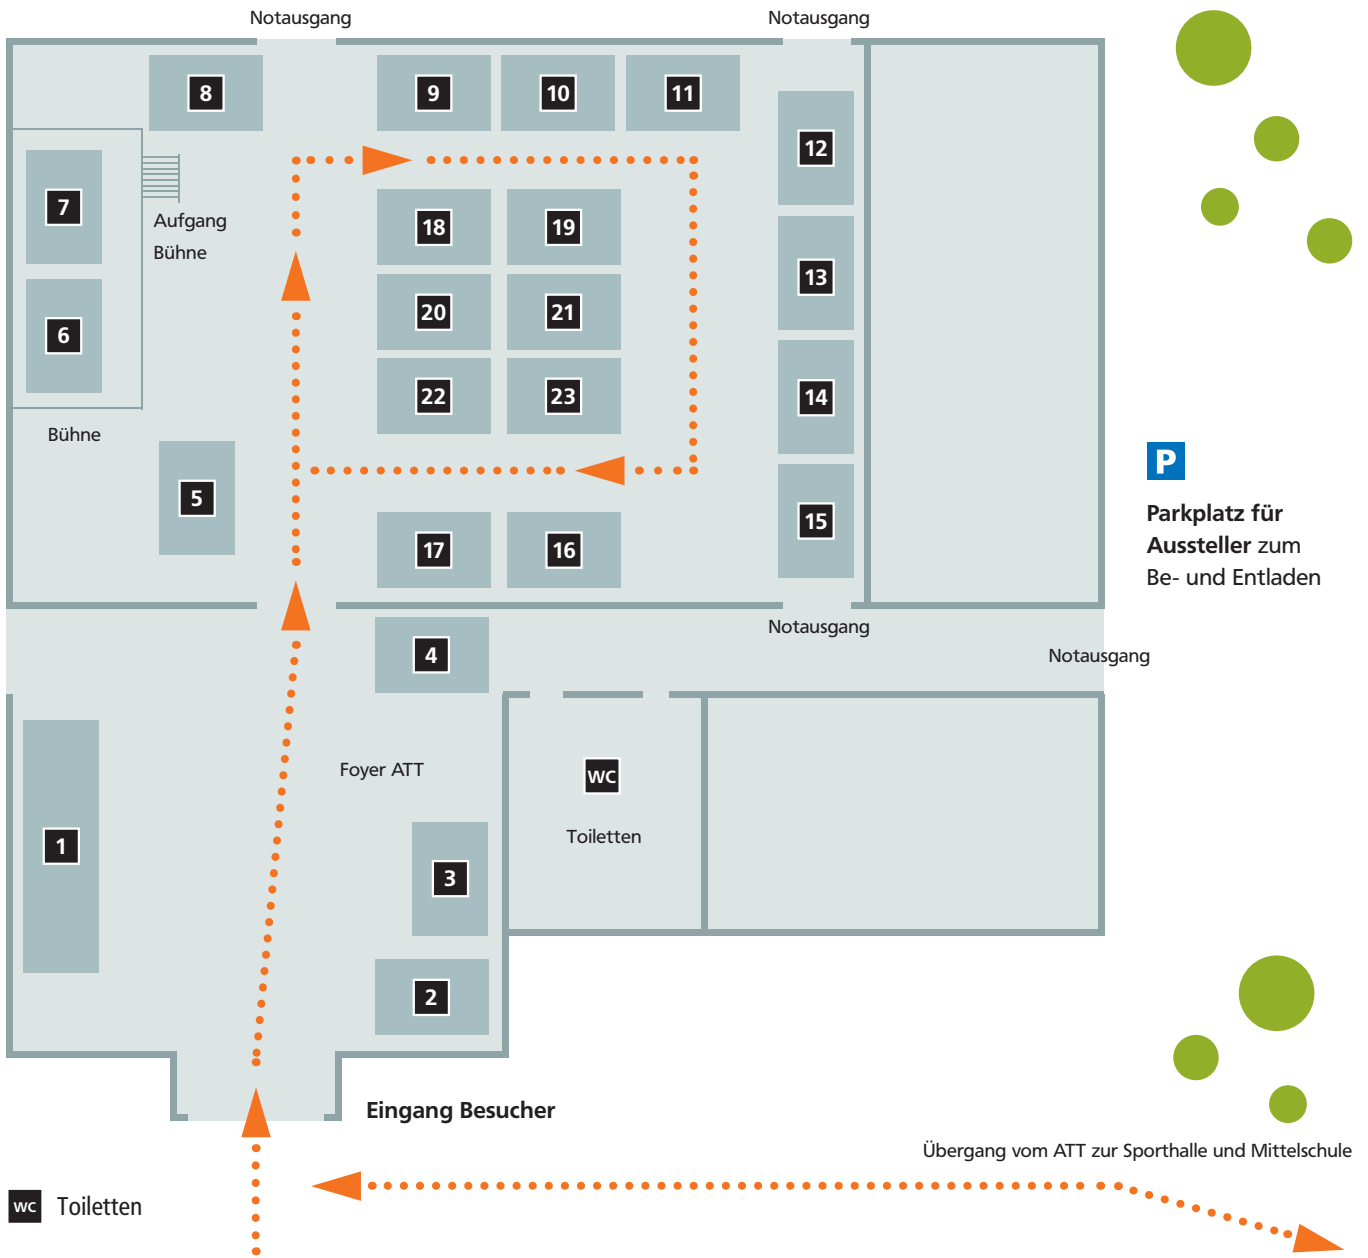 Notausgang
Notausgang
8
9
10
11
12
7
Aufgang
Bühne
18
19
13
6
20
21
22
23
14
Bühne
P
5
15
Parkplatz für
Aussteller zum
Be- und Entladen
17
16
Notausgang
4
Notausgang
Foyer ATT
WC
Toiletten
1
3
2
Eingang Besucher
Übergang vom ATT zur Sporthalle und Mittelschule
WC Toiletten